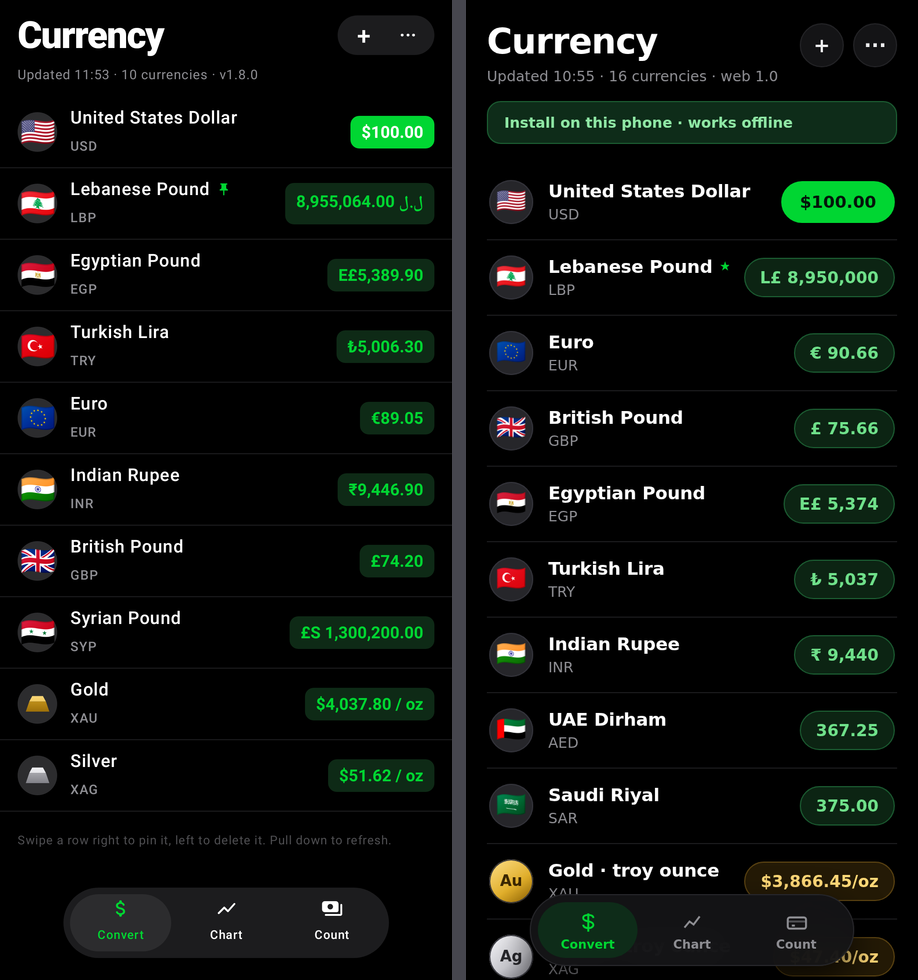 Currency
+ ···
Updated 11:53 · 10 currencies · v1.8.0
United States Dollar
USD
$100.00
Lebanese Pound
LBP
8,955,064.00 ل.ل
Egyptian Pound
EGP
E£5,389.90
Turkish Lira
TRY
₺5,006.30
Euro
EUR
€89.05
Indian Rupee
INR
₹9,446.90
British Pound
GBP
£74.20
Syrian Pound
SYP
£S 1,300,200.00
Gold
XAU
$4,037.80 / oz
Silver
XAG
$51.62 / oz
Swipe a row right to pin it, left to delete it. Pull down to refresh.
$
Convert
Chart
Count
Currency
+ ···
Updated 10:55 · 16 currencies · web 1.0
Install on this phone · works offline
United States Dollar
USD
$100.00
Lebanese Pound ★
LBP
L£ 8,950,000
Euro
EUR
€ 90.66
British Pound
GBP
£ 75.66
Egyptian Pound
EGP
E£ 5,374
Turkish Lira
TRY
₺ 5,037
Indian Rupee
INR
₹ 9,440
UAE Dirham
AED
367.25
Saudi Riyal
SAR
375.00
Au
Gold · troy ounce
XAU
$3,866.45/oz
Ag
XAG
$
Convert
Chart
Count